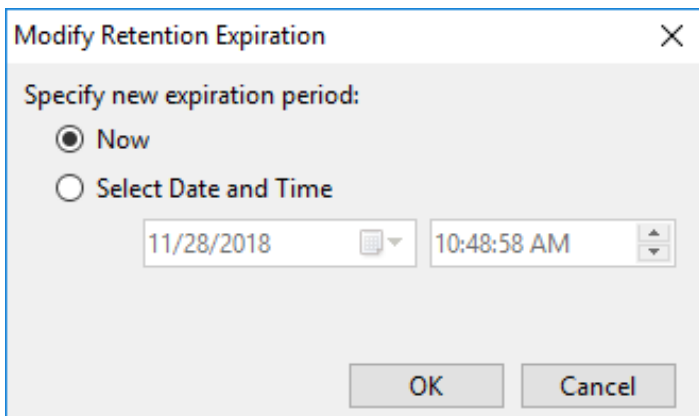 Modify Retention Expiration
Specify new expiration period:
Now
Select Date and Time
11/28/2018 10:48:58 AM
OK Cancel